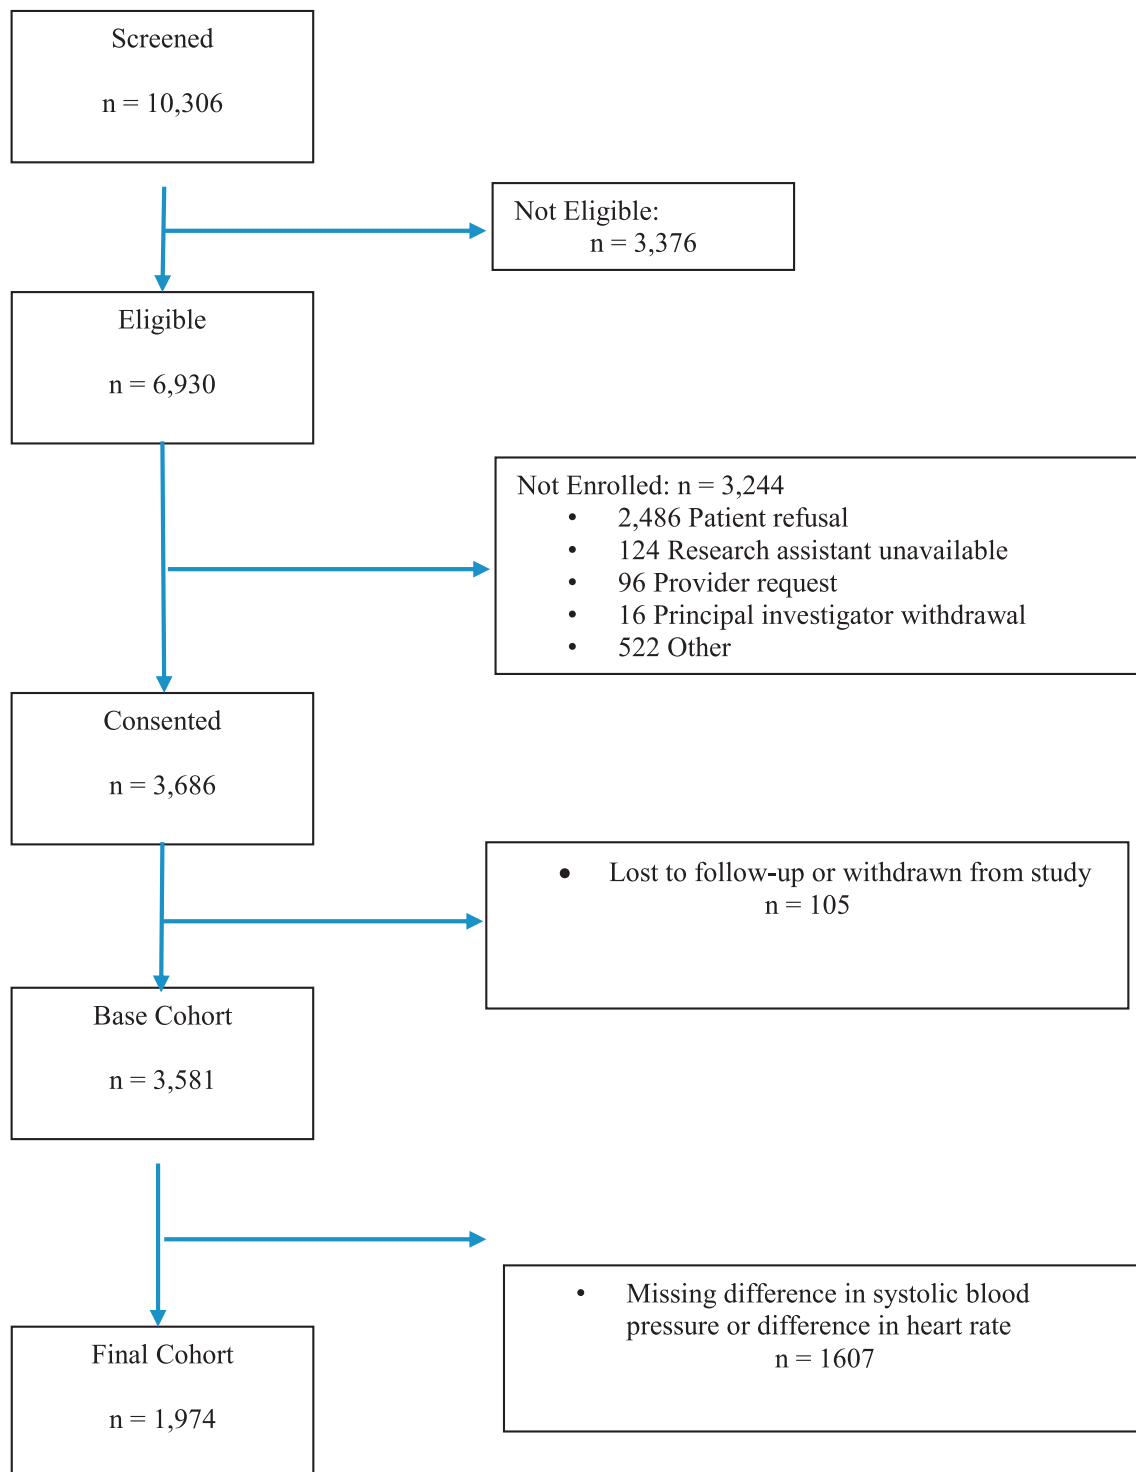 Screened
n = 10,306
Not Eligible:
n = 3,376
Eligible
n = 6,930
Not Enrolled: n = 3,244
• 2,486 Patient refusal
• 124 Research assistant unavailable
• 96 Provider request
• 16 Principal investigator withdrawal
• 522 Other
Consented
n = 3,686
• Lost to follow-up or withdrawn from study
n = 105
Base Cohort
n = 3,581
• Missing difference in systolic blood
pressure or difference in heart rate
n = 1607
Final Cohort
n = 1,974